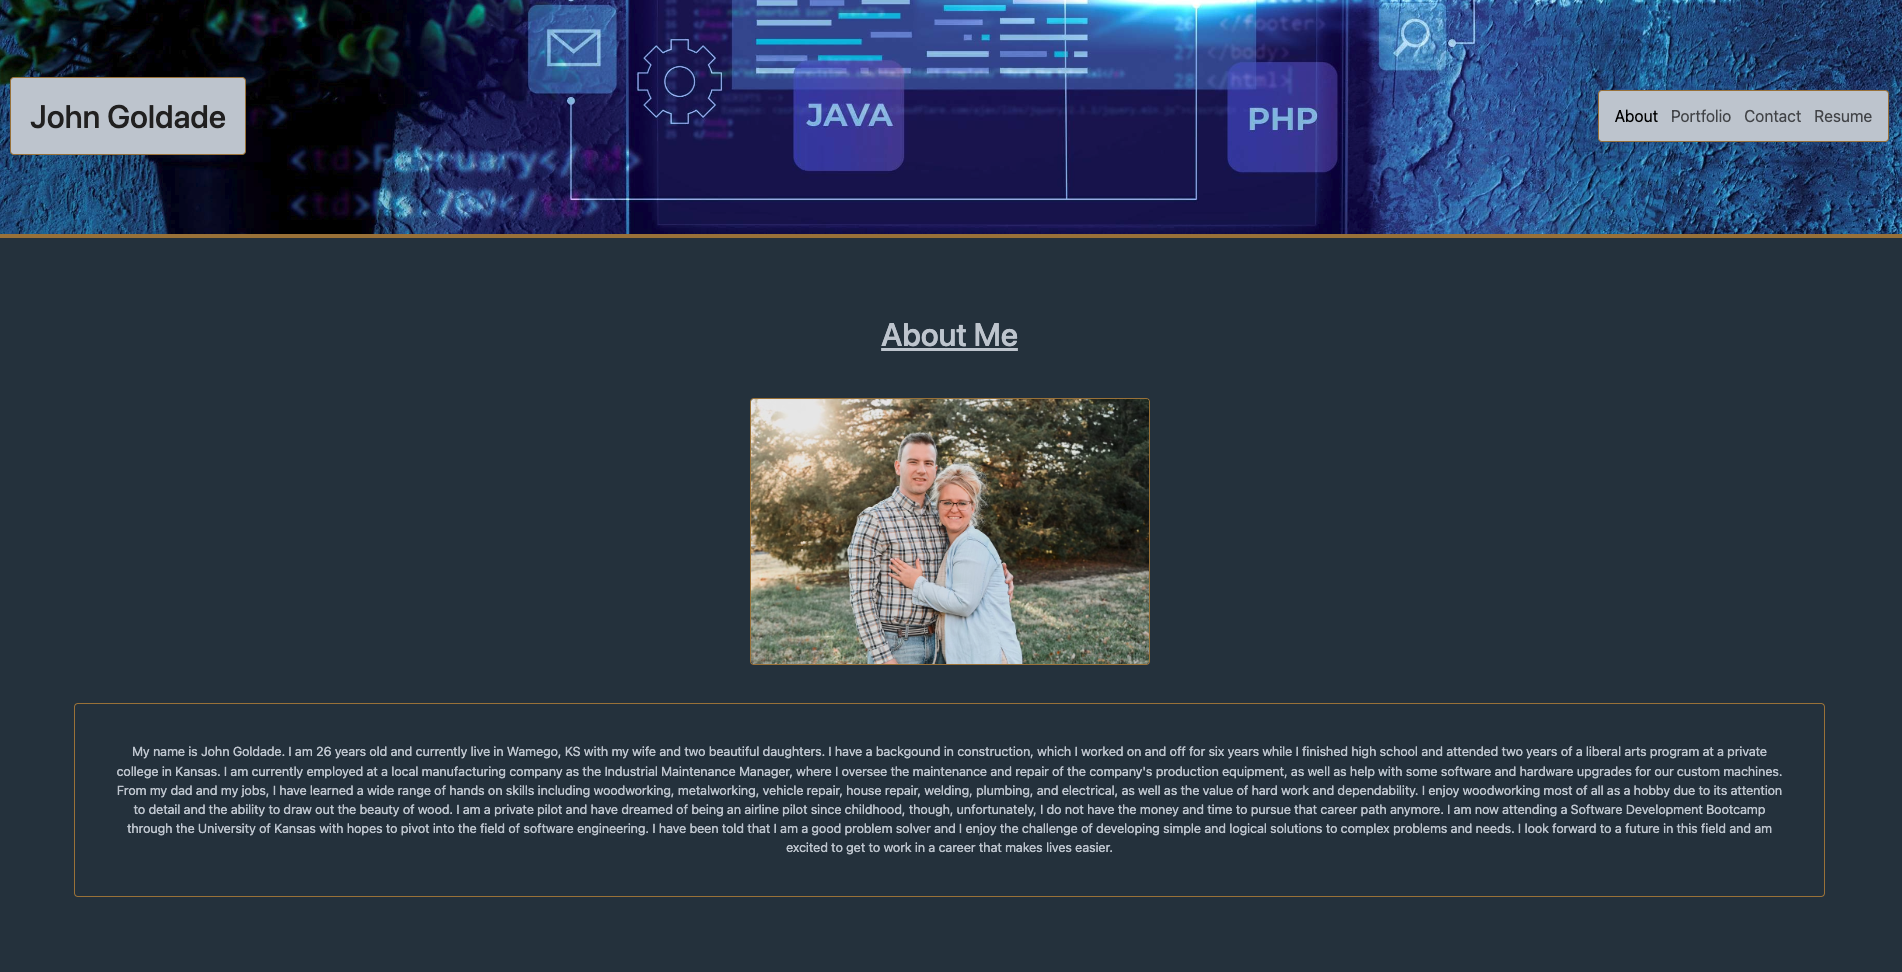 26 </footer>
27 </body>
28 </html>
JAVA
PHP
John Goldade
About Portfolio Contact Resume
<td>February</td>
About Me
My name is John Goldade. I am 26 years old and currently live in Wamego, KS with my wife and two beautiful daughters. I have a backgound in construction, which I worked on and off for six years while I finished high school and attended two years of a liberal arts program at a private
college in Kansas. I am currently employed at a local manufacturing company as the Industrial Maintenance Manager, where I oversee the maintenance and repair of the company's production equipment, as well as help with some software and hardware upgrades for our custom machines.
From my dad and my jobs, I have learned a wide range of hands on skills including woodworking, metalworking, vehicle repair, house repair, welding, plumbing, and electrical, as well as the value of hard work and dependability. I enjoy woodworking most of all as a hobby due to its attention
to detail and the ability to draw out the beauty of wood. I am a private pilot and have dreamed of being an airline pilot since childhood, though, unfortunately, I do not have the money and time to pursue that career path anymore. I am now attending a Software Development Bootcamp
through the University of Kansas with hopes to pivot into the field of software engineering. I have been told that I am a good problem solver and I enjoy the challenge of developing simple and logical solutions to complex problems and needs. I look forward to a future in this field and am
excited to get to work in a career that makes lives easier.